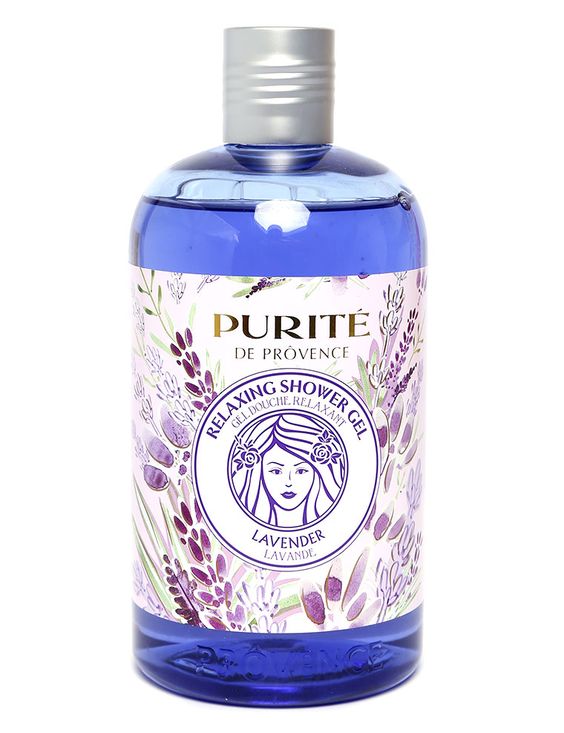 PURITÉ
DE PRÔVENCE
RELAXING SHOWER GEL
GEL DOUCHE RELAXANT
LAVENDER
LAVANDE
PRÔVENCE